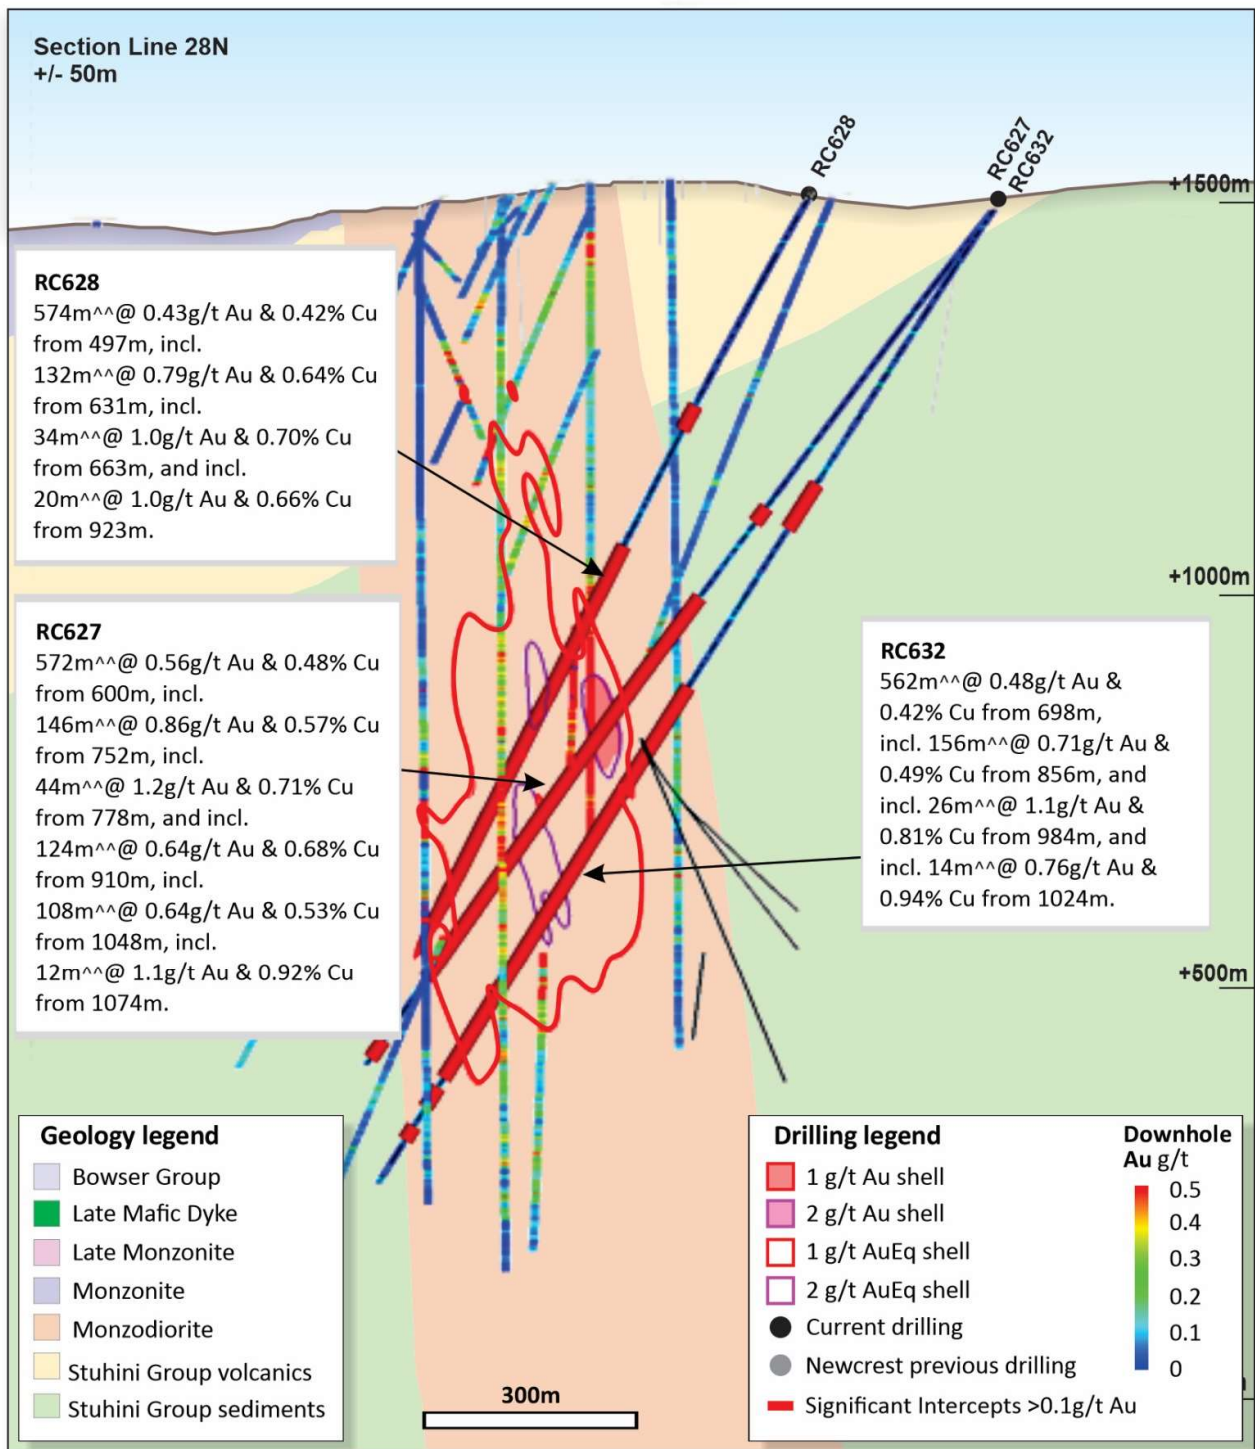 Section Line 28N
+/- 50m
RC628
RC627
RC632
+1500m
RC628
574m^^@ 0.43g/t Au & 0.42% Cu
from 497m, incl.
132m^^@ 0.79g/t Au & 0.64% Cu
from 631m, incl.
34m^^@ 1.0g/t Au & 0.70% Cu
from 663m, and incl.
20m^^@ 1.0g/t Au & 0.66% Cu
from 923m.
+1000m
RC627
572m^^@ 0.56g/t Au & 0.48% Cu
from 600m, incl.
146m^^@ 0.86g/t Au & 0.57% Cu
from 752m, incl.
44m^^@ 1.2g/t Au & 0.71% Cu
from 778m, and incl.
124m^^@ 0.64g/t Au & 0.68% Cu
from 910m, incl.
108m^^@ 0.64g/t Au & 0.53% Cu
from 1048m, incl.
12m^^@ 1.1g/t Au & 0.92% Cu
from 1074m.
RC632
562m^^@ 0.48g/t Au &
0.42% Cu from 698m,
incl. 156m^^@ 0.71g/t Au &
0.49% Cu from 856m, and
incl. 26m^^@ 1.1g/t Au &
0.81% Cu from 984m, and
incl. 14m^^@ 0.76g/t Au &
0.94% Cu from 1024m.
+500m
Geology legend
Bowser Group
Late Mafic Dyke
Late Monzonite
Monzonite
Monzodiorite
Stuhini Group volcanics
Stuhini Group sediments
300m
Drilling legend
1 g/t Au shell
2 g/t Au shell
1 g/t AuEq shell
2 g/t AuEq shell
Current drilling
Newcrest previous drilling
Significant Intercepts >0.1g/t Au
Downhole
Au g/t
0.5
0.4
0.3
0.2
0.1
0